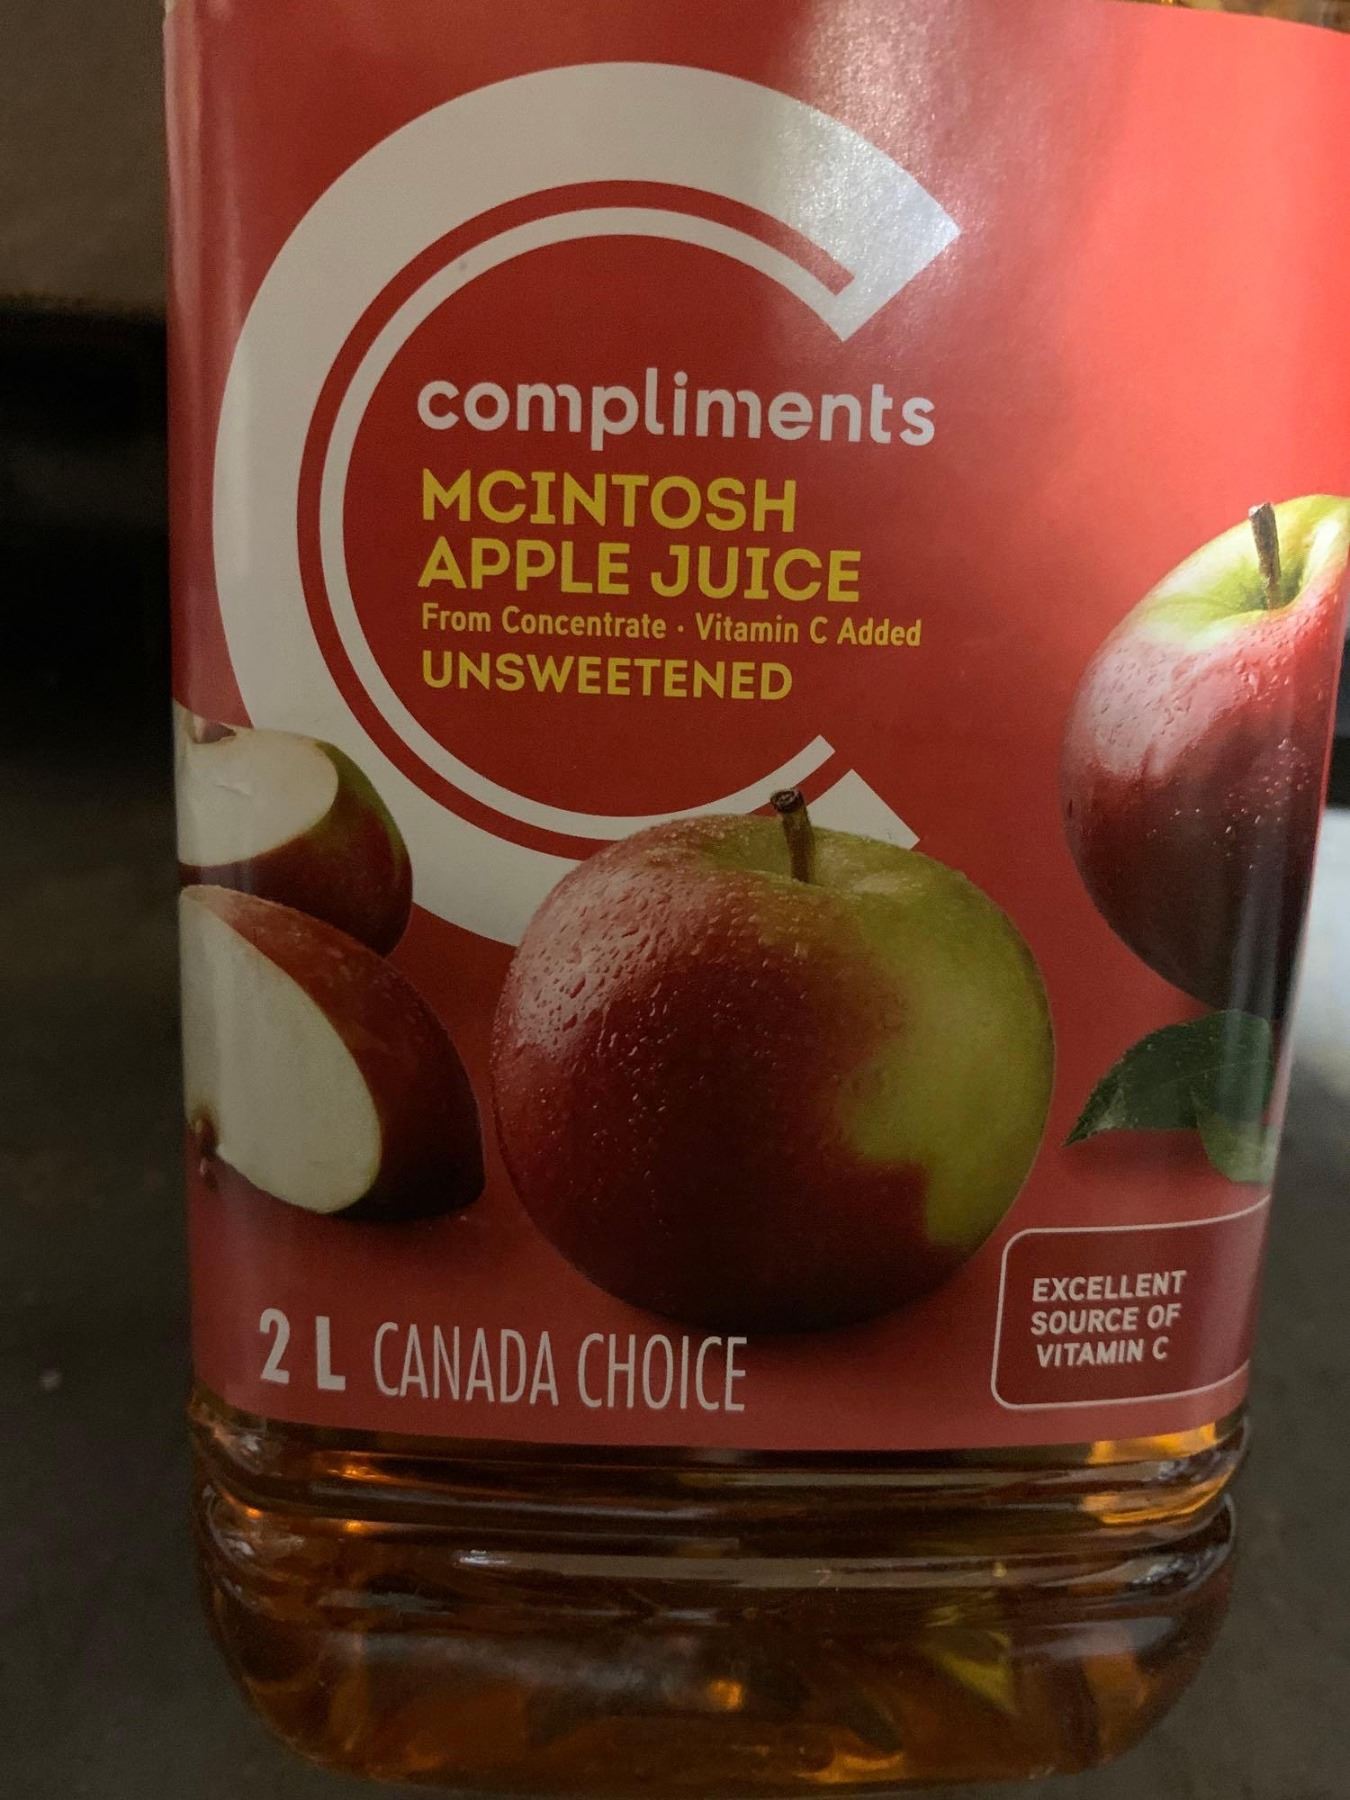 compliments
MCINTOSH
APPLE JUICE
From Concentrate · Vitamin C Added
UNSWEETENED
2 L CANADA CHOICE
EXCELLENT
SOURCE OF
VITAMIN C